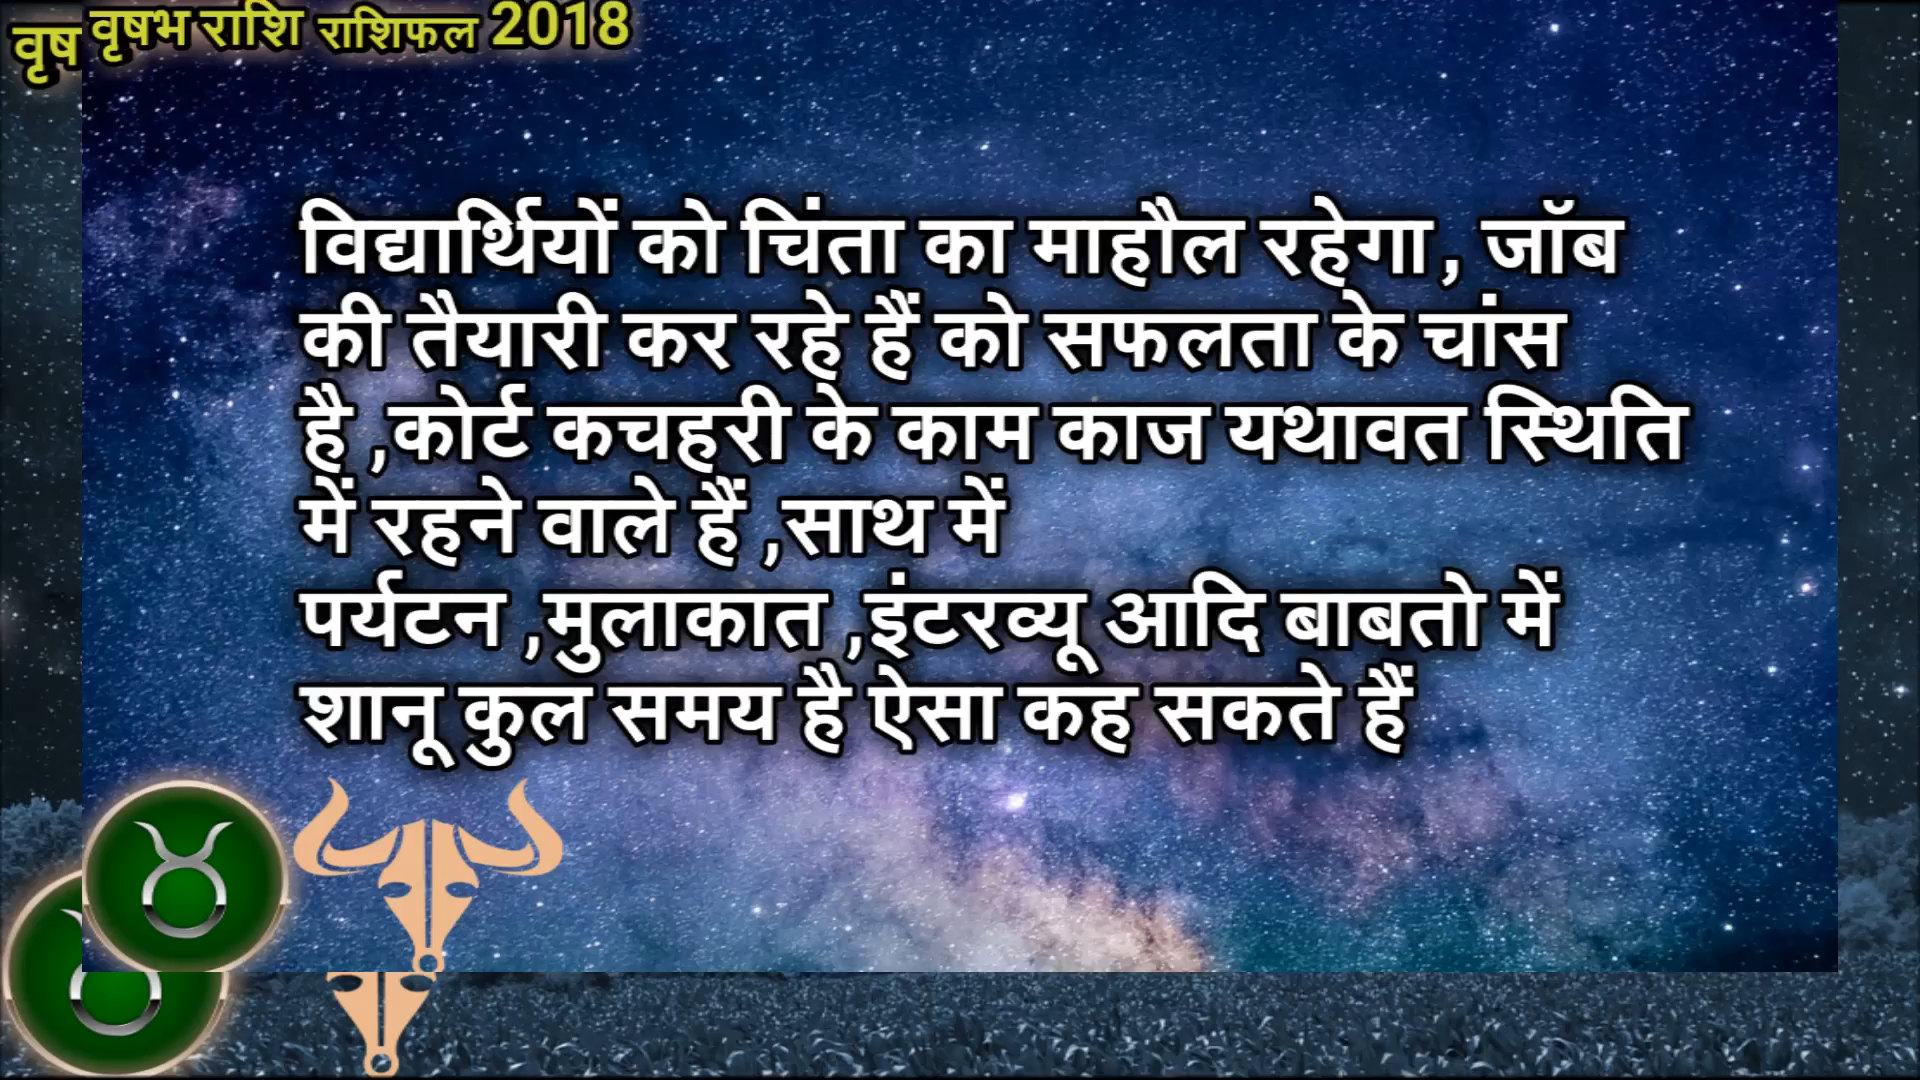 वृष वृषभ राशि राशिफल 2018
विद्यार्थियों को चिंता का माहौल रहेगा, जॉब
की तैयारी कर रहे हैं को सफलता के चांस
है ,कोर्ट कचहरी के काम काज यथावत स्थिति
में रहने वाले हैं ,साथ में
पर्यटन ,मुलाकात ,इंटरव्यू आदि बाबतो में
शानू कुल समय है ऐसा कह सकते हैं